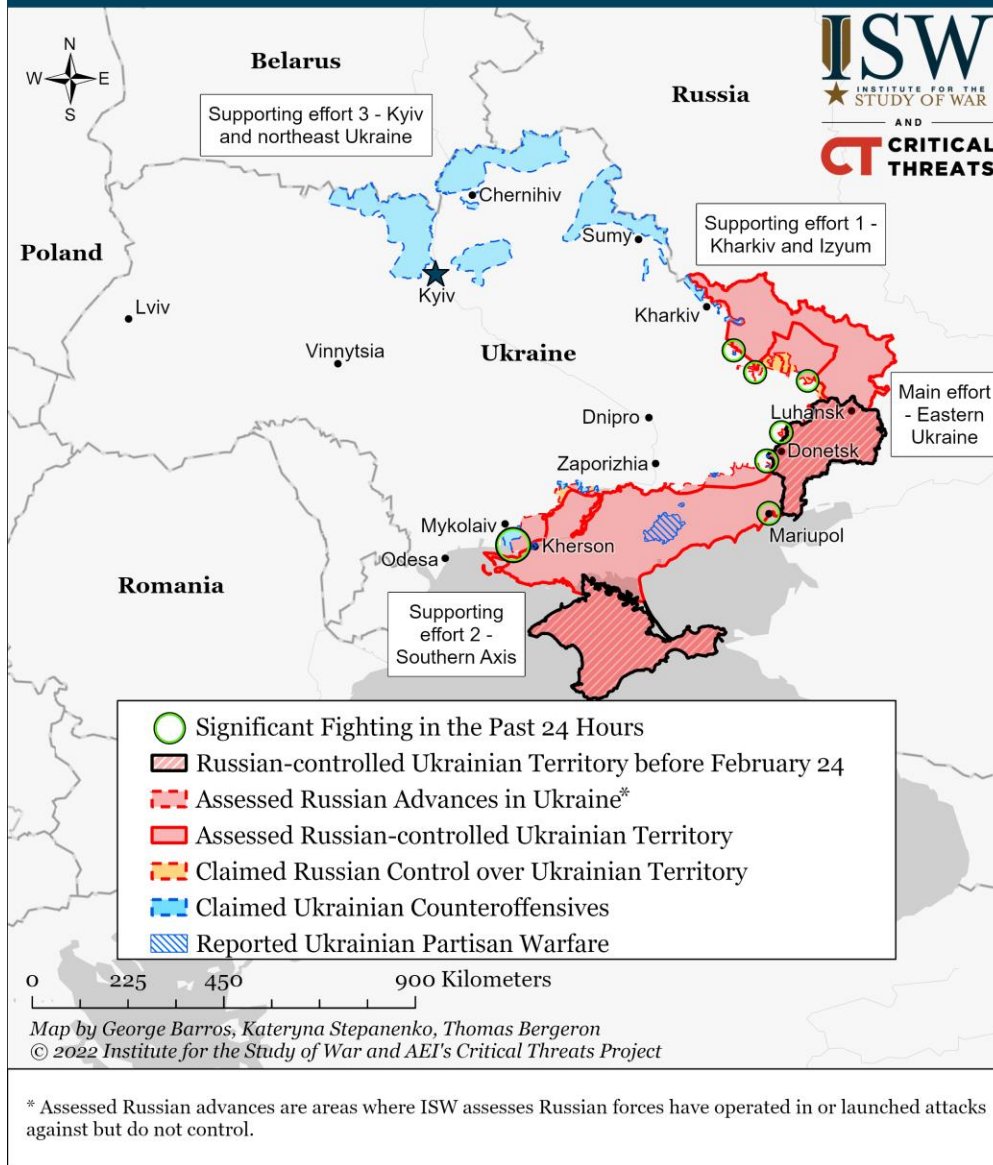 N
W E
S
Belarus
Russia
ISW
INSTITUTE FOR THE
STUDY OF WAR
AND
CT CRITICAL
THREATS
Supporting effort 3 - Kyiv
and northeast Ukraine
Chernihiv
Sumy
Supporting effort 1 -
Kharkiv and Izyum
Poland
Kyiv
Lviv
Kharkiv
Vinnytsia
Ukraine
Main effort
- Eastern
Ukraine
Luhansk
Dnipro
Donetsk
Zaporizhia
Mykolaiv
Kherson
Mariupol
Odesa
Romania
Supporting
effort 2 -
Southern Axis
Significant Fighting in the Past 24 Hours
Russian-controlled Ukrainian Territory before February 24
Assessed Russian Advances in Ukraine*
Assessed Russian-controlled Ukrainian Territory
Claimed Russian Control over Ukrainian Territory
Claimed Ukrainian Counteroffensives
Reported Ukrainian Partisan Warfare
0 225 450 900 Kilometers
Map by George Barros, Kateryna Stepanenko, Thomas Bergeron
© 2022 Institute for the Study of War and AEI's Critical Threats Project
* Assessed Russian advances are areas where ISW assesses Russian forces have operated in or launched attacks
against but do not control.